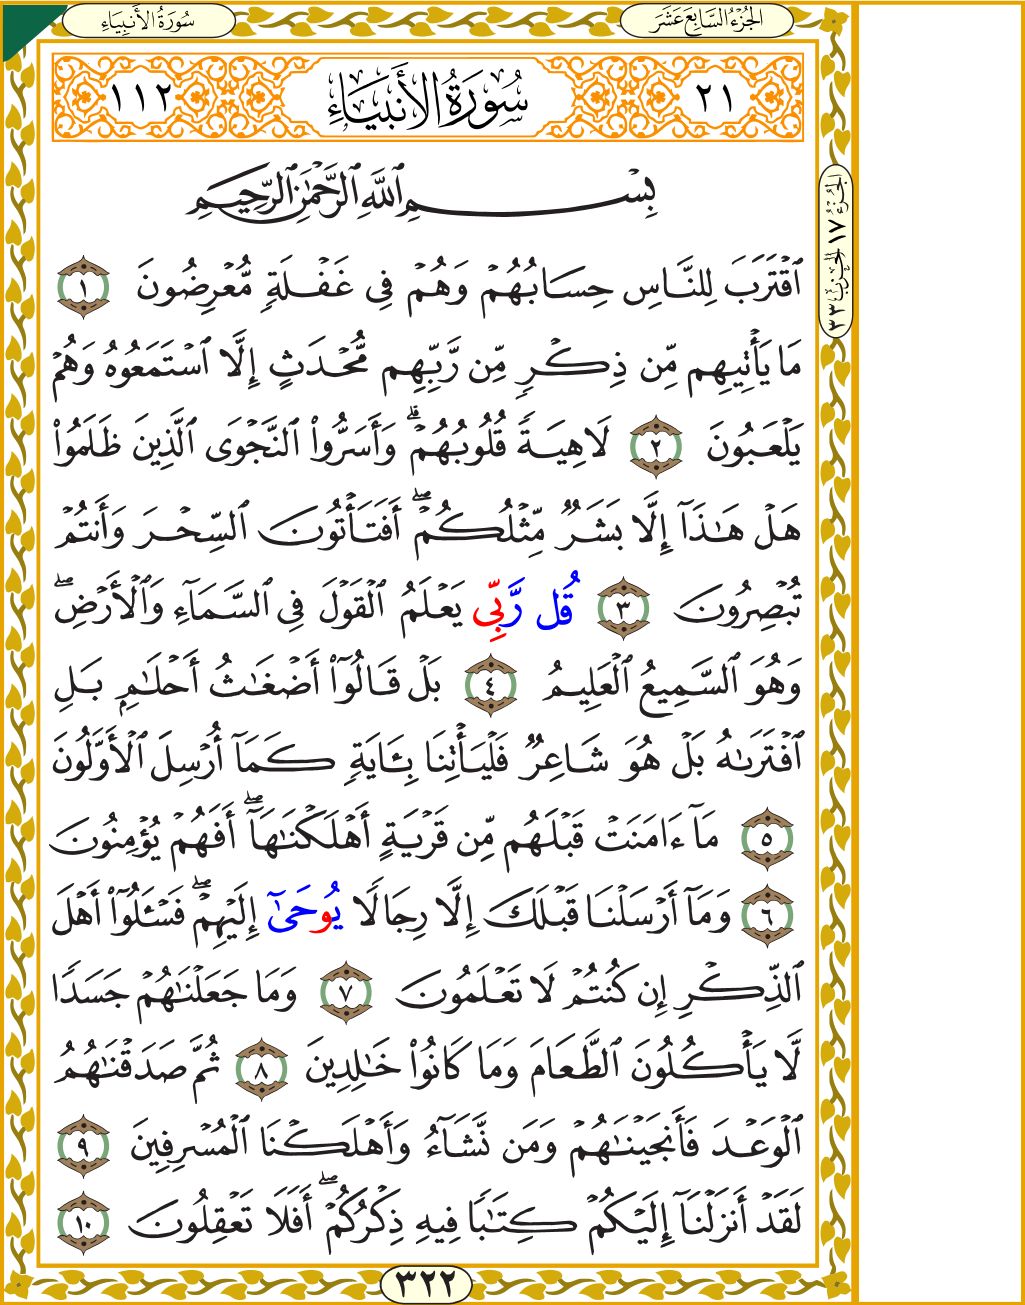 سُورَةُ الأَنبِيَاءِ
الجُزْءُ السَّابِعَ عَشَرَ
٢١ سُورَةُ الأَنبِيَاءِ ١١٢
الجُزْءُ ١٧ الحِزْبُ ٣٣
بِسْمِ ٱللَّهِ ٱلرَّحْمَٰنِ ٱلرَّحِيمِ
ٱقْتَرَبَ لِلنَّاسِ حِسَابُهُمْ وَهُمْ فِي غَفْلَةٍ مُّعْرِضُونَ ١
مَا يَأْتِيهِم مِّن ذِكْرٍ مِّن رَّبِّهِم مُّحْدَثٍ إِلَّا ٱسْتَمَعُوهُ وَهُمْ
يَلْعَبُونَ ٢ لَاهِيَةً قُلُوبُهُمْۗ وَأَسَرُّوا۟ ٱلنَّجْوَى ٱلَّذِينَ ظَلَمُوا۟
هَلْ هَٰذَآ إِلَّا بَشَرٌ مِّثْلُكُمْۖ أَفَتَأْتُونَ ٱلسِّحْرَ وَأَنتُمْ
تُبْصِرُونَ ٣ قُل رَّبِّي يَعْلَمُ ٱلْقَوْلَ فِي ٱلسَّمَآءِ وَٱلْأَرْضِۖ
وَهُوَ ٱلسَّمِيعُ ٱلْعَلِيمُ ٤ بَلْ قَالُوٓا۟ أَضْغَٰثُ أَحْلَٰمٍ بَلِ
ٱفْتَرَىٰهُ بَلْ هُوَ شَاعِرٌ فَلْيَأْتِنَا بِـَٔايَةٍ كَمَآ أُرْسِلَ ٱلْأَوَّلُونَ
٥ مَآ ءَامَنَتْ قَبْلَهُم مِّن قَرْيَةٍ أَهْلَكْنَٰهَآۖ أَفَهُمْ يُؤْمِنُونَ
٦ وَمَآ أَرْسَلْنَا قَبْلَكَ إِلَّا رِجَالًا يُوحَىٰٓ إِلَيْهِمْۖ فَسْـَٔلُوٓا۟ أَهْلَ
ٱلذِّكْرِ إِن كُنتُمْ لَا تَعْلَمُونَ ٧ وَمَا جَعَلْنَٰهُمْ جَسَدًا
لَّا يَأْكُلُونَ ٱلطَّعَامَ وَمَا كَانُوا۟ خَٰلِدِينَ ٨ ثُمَّ صَدَقْنَٰهُمُ
ٱلْوَعْدَ فَأَنجَيْنَٰهُمْ وَمَن نَّشَآءُ وَأَهْلَكْنَا ٱلْمُسْرِفِينَ ٩
لَقَدْ أَنزَلْنَآ إِلَيْكُمْ كِتَٰبًا فِيهِ ذِكْرُكُمْۖ أَفَلَا تَعْقِلُونَ ١٠
٣٢٢